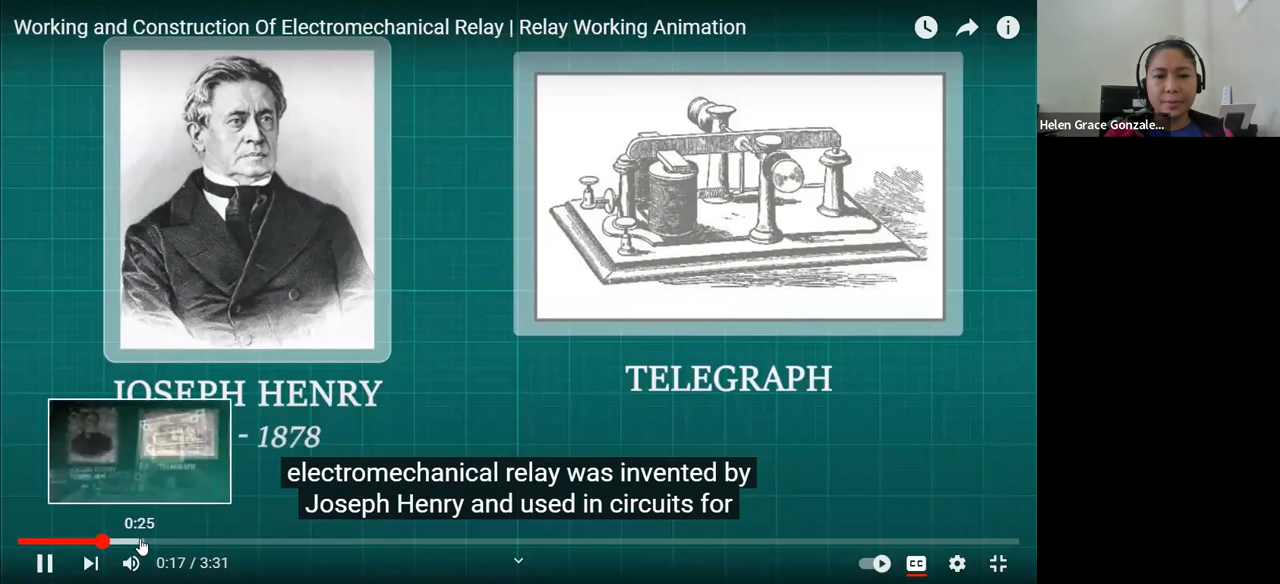 Working and Construction Of Electromechanical Relay | Relay Working Animation
Helen Grace Gonzale...
JOSEPH HENRY
- 1878
TELEGRAPH
electromechanical relay was invented by
Joseph Henry and used in circuits for
0:25
0:17 / 3:31
CC